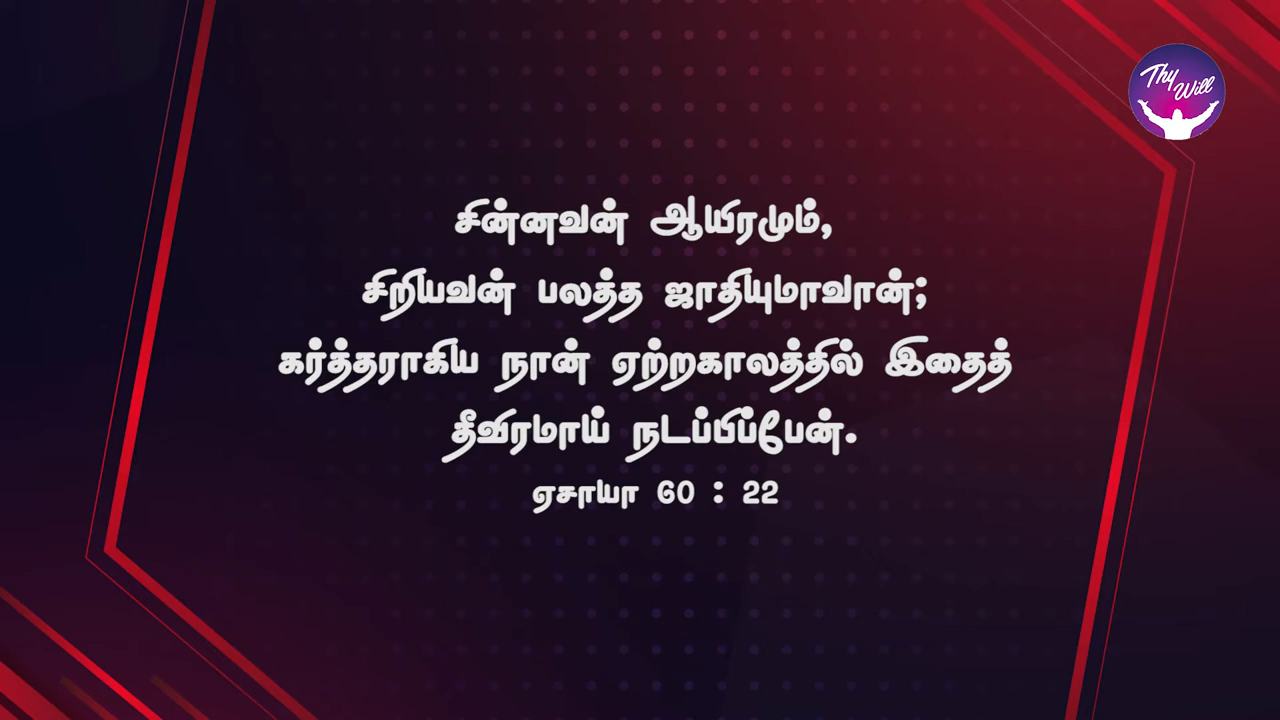 Thy Will
சின்னவன் ஆயிரமும்,
சிறியவன் பலத்த ஜாதியுமாவான்;
கர்த்தராகிய நான் ஏற்றகாலத்தில் இதைத்
தீவிரமாய் நடப்பிப்பேன்.
ஏசாயா 60 : 22